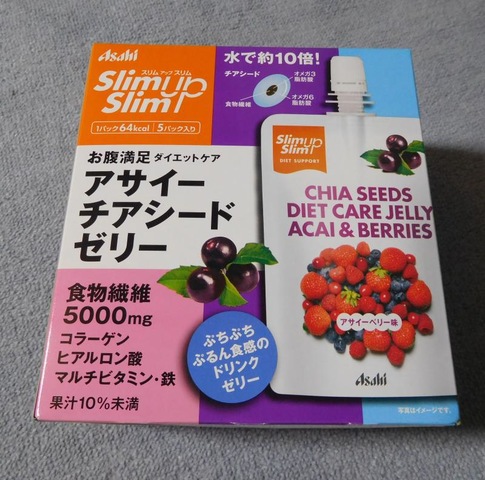 Asahi
スリム アップ スリム
Slim up
Slim
1パック64kcal 5パック入り
お腹満足 ダイエットケア
アサイー
チアシード
ゼリー
食物繊維
5000mg
コラーゲン
ヒアルロン酸
マルチビタミン・鉄
果汁10%未満
水で約10倍!
チアシード
オメガ3
脂肪酸
食物繊維
オメガ6
脂肪酸
Slim up
Slim
DIET SUPPORT
CHIA SEEDS
DIET CARE JELLY
ACAI & BERRIES
アサイーベリー味
Asahi
ぷちぷち
ぷるん食感の
ドリンク
ゼリー
写真はイメージです。